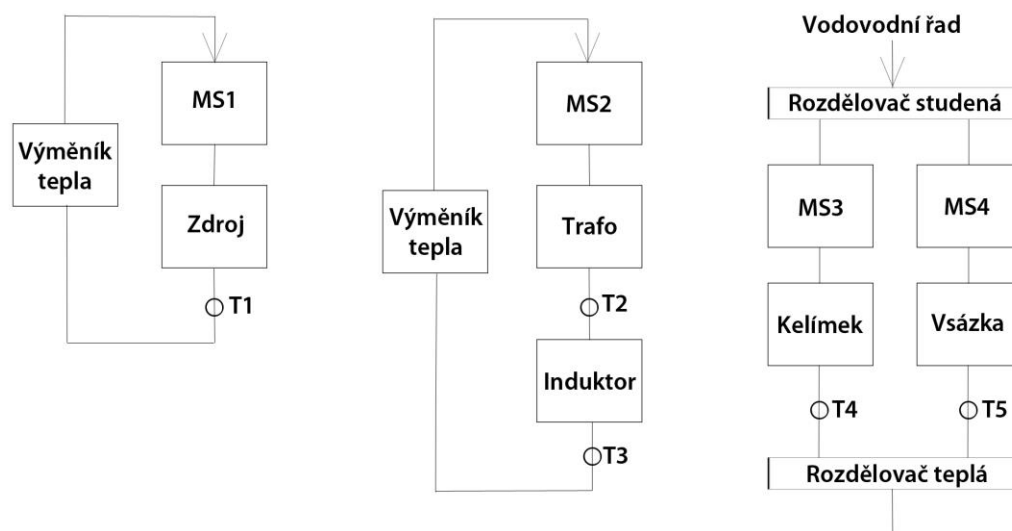 MS1
Výměník
tepla
Zdroj
T1
MS2
Výměník
tepla
Trafo
T2
Induktor
T3
Vodovodní řad
Rozdělovač studená
MS3
MS4
Kelímek
Vsázka
T4
T5
Rozdělovač teplá